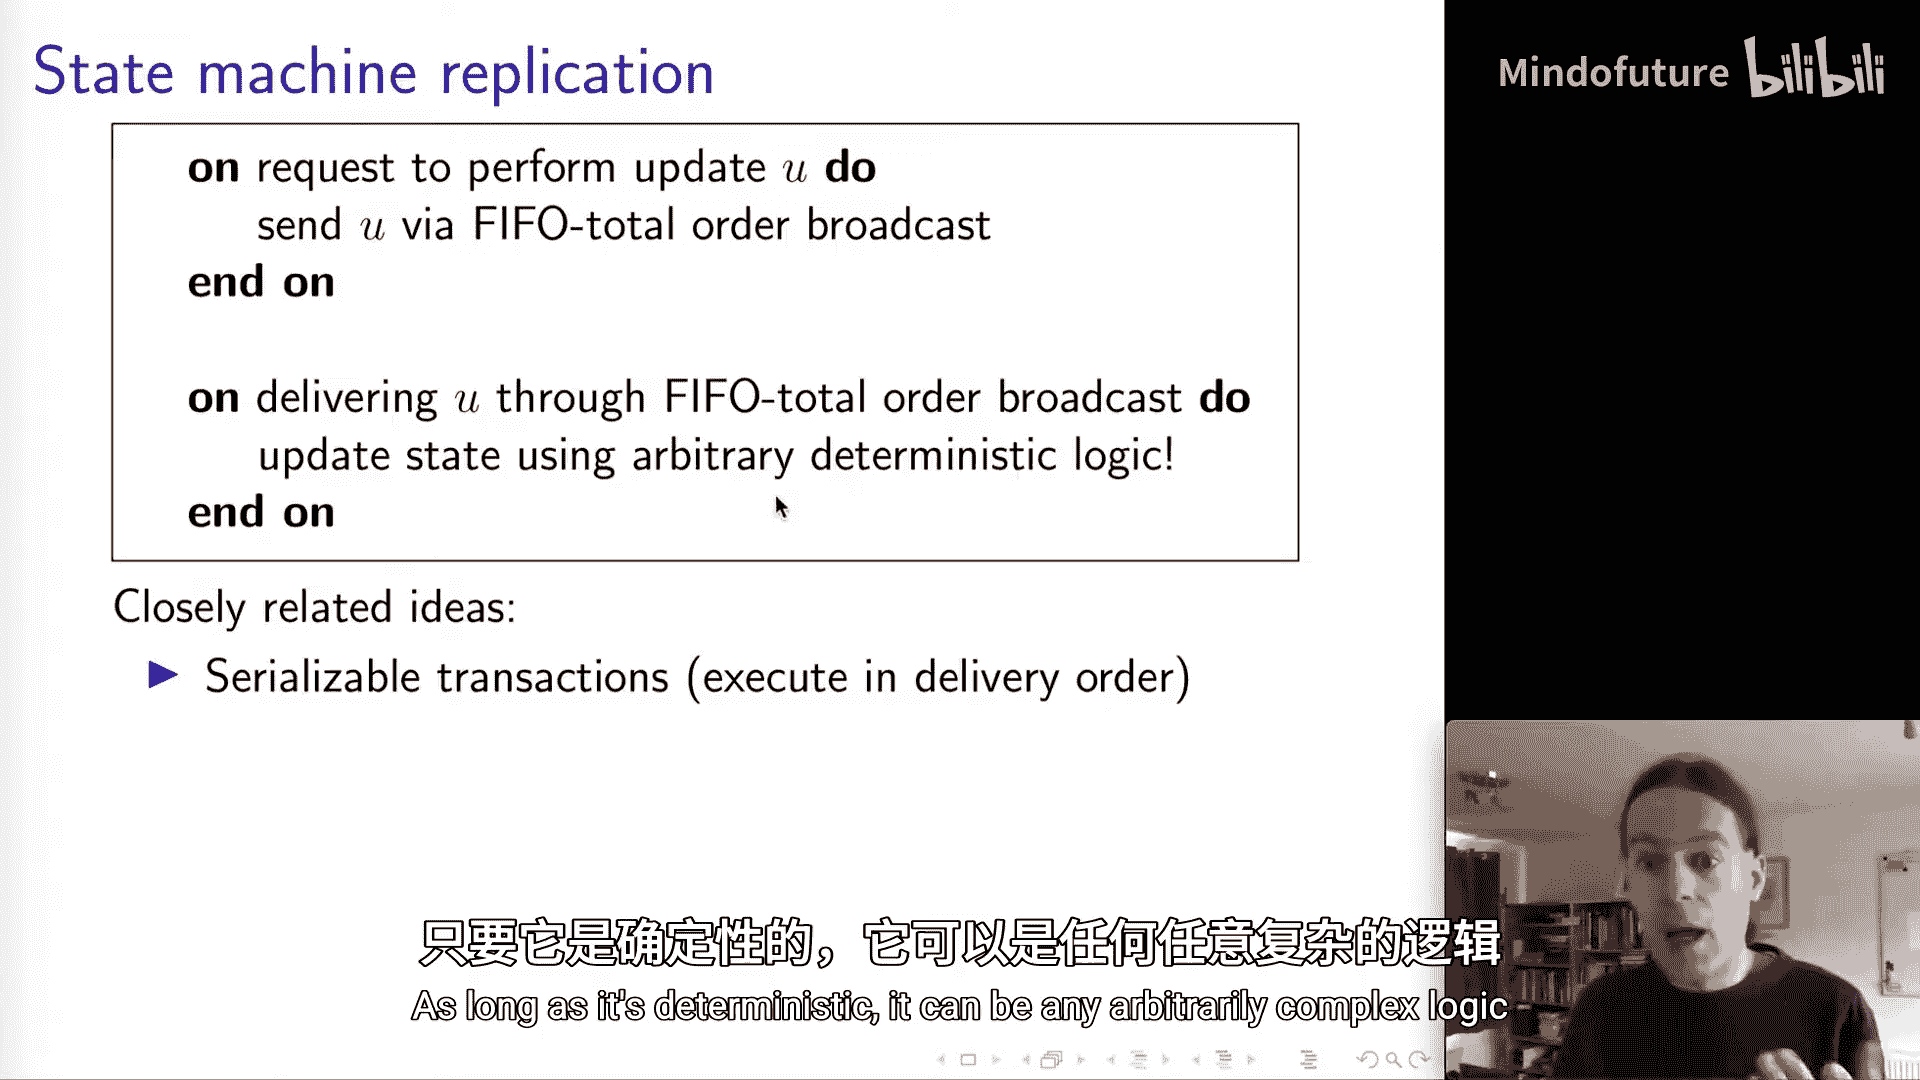 State machine replication
Mindofuture bilibili
on request to perform update u do
send u via FIFO-total order broadcast
end on
on delivering u through FIFO-total order broadcast do
update state using arbitrary deterministic logic!
end on
Closely related ideas:
Serializable transactions (execute in delivery order)
只要它是确定性的，它可以是任何任意复杂的逻辑
As long as it's deterministic, it can be any arbitrarily complex logic